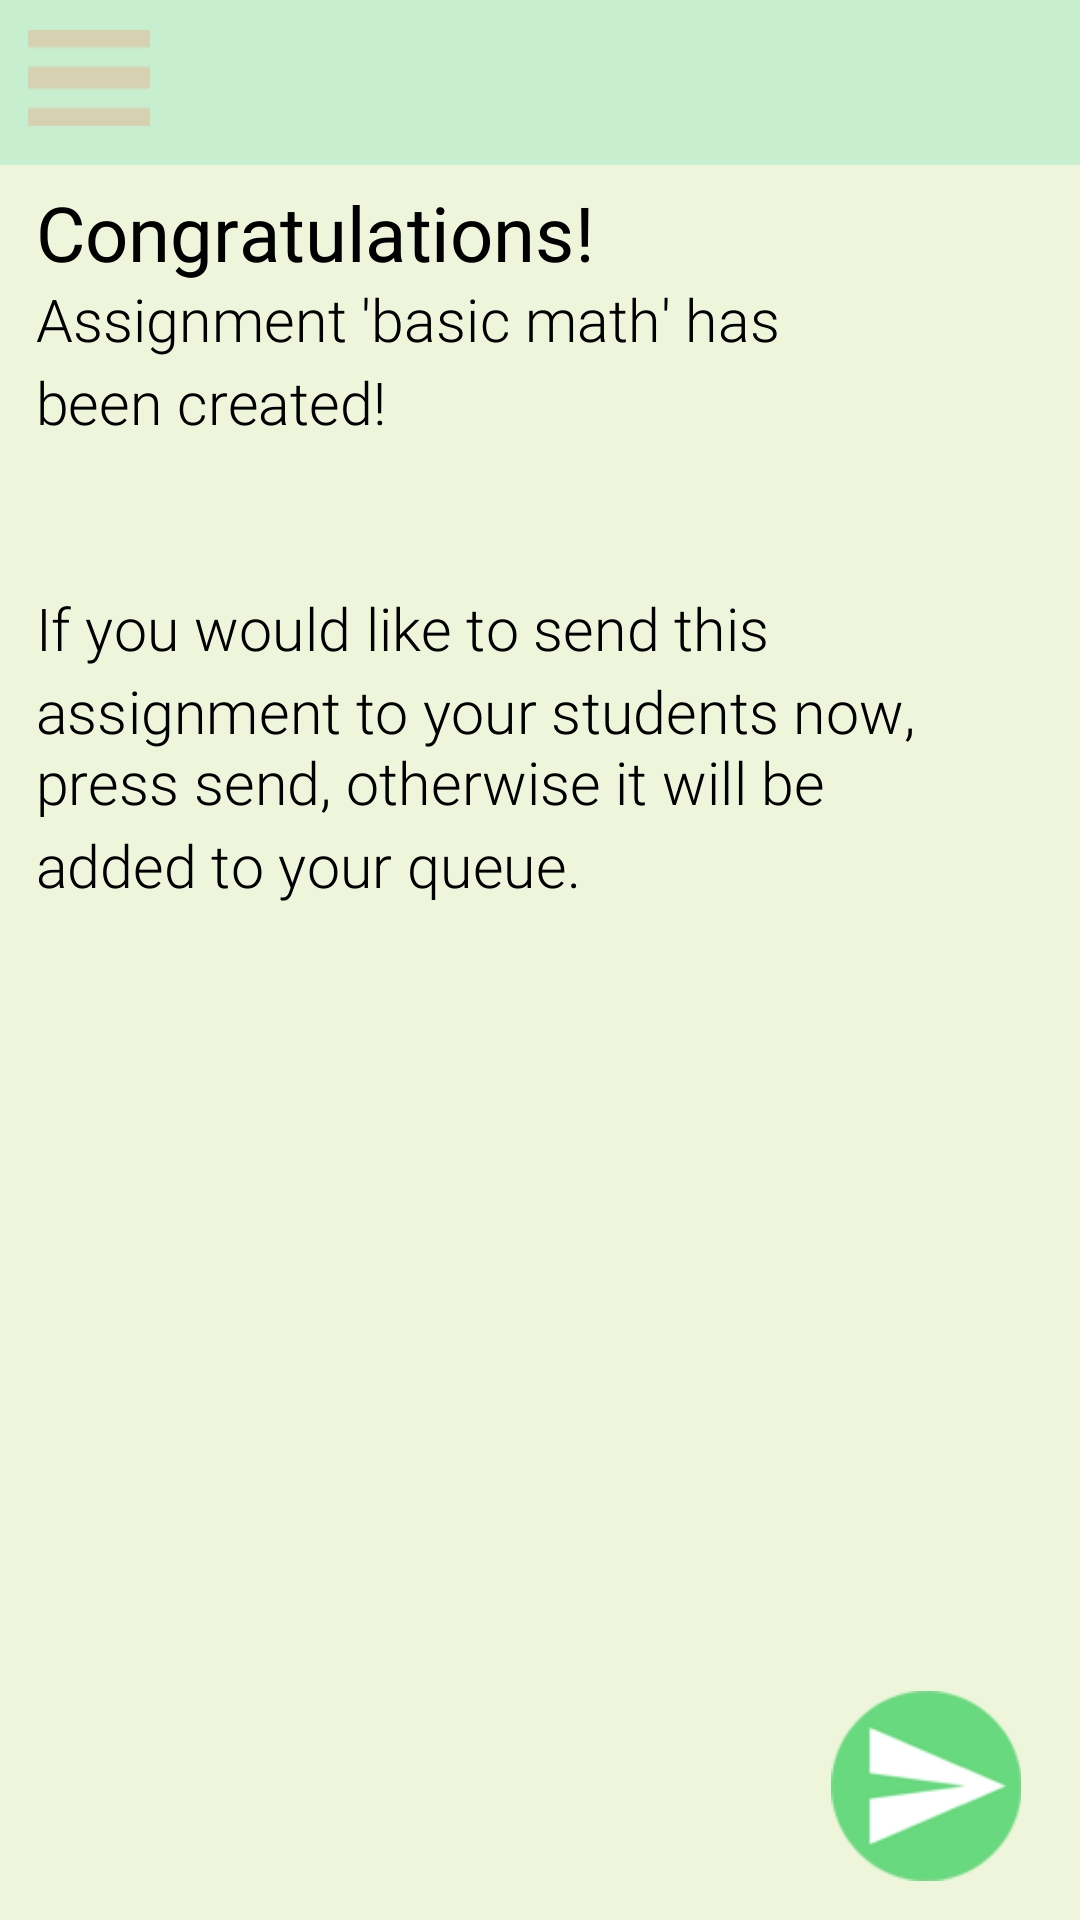 Congratulations!
Assignment 'basic math' has
been created!
If you would like to send this
assignment to your students now,
press send, otherwise it will be
added to your queue.